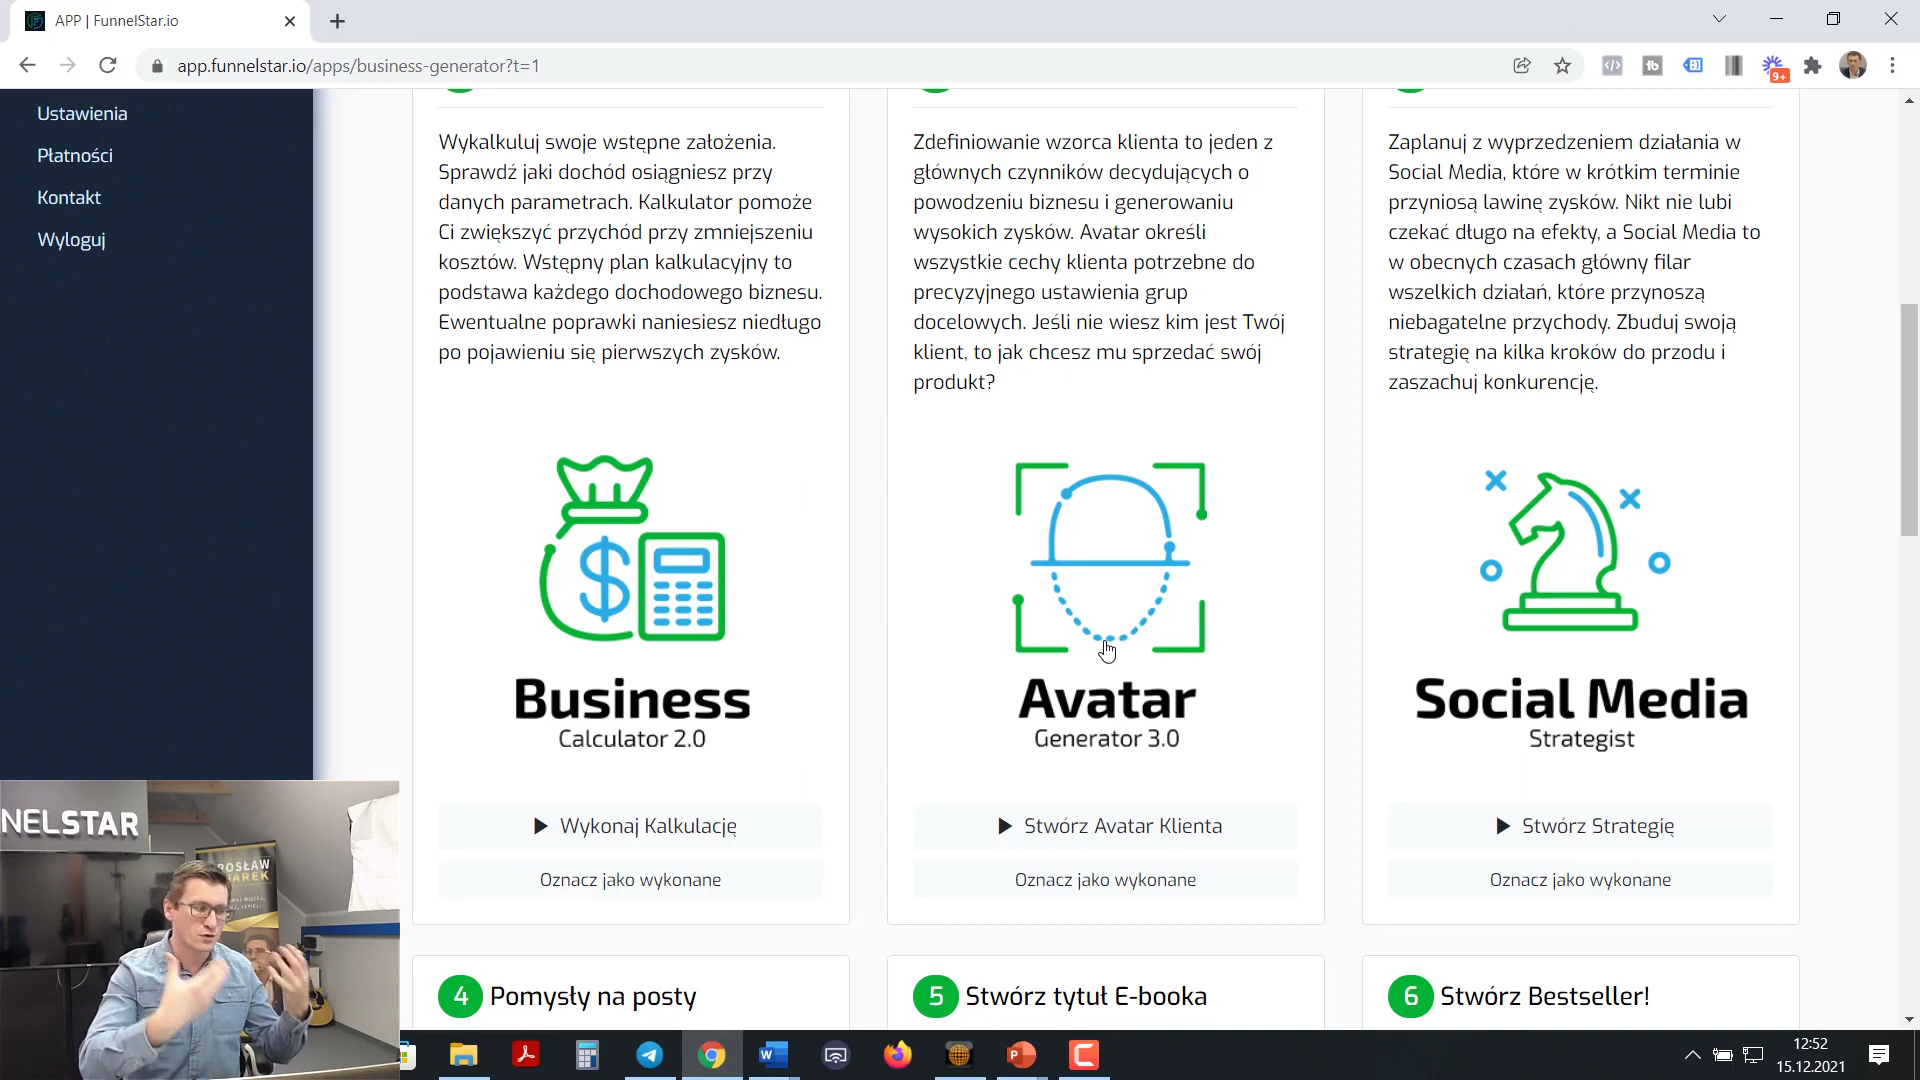 APP | FunnelStar.io
app.funnelstar.io/apps/business-generator?t=1
9+
Ustawienia
Płatności
Kontakt
Wyloguj
Wykalkuluj swoje wstępne założenia.
Sprawdź jaki dochód osiągniesz przy
danych parametrach. Kalkulator pomoże
Ci zwiększyć przychód przy zmniejszeniu
kosztów. Wstępny plan kalkulacyjny to
podstawa każdego dochodowego biznesu.
Ewentualne poprawki naniesiesz niedługo
po pojawieniu się pierwszych zysków.
Business
Calculator 2.0
Wykonaj Kalkulację
Oznacz jako wykonane
Zdefiniowanie wzorca klienta to jeden z
głównych czynników decydujących o
powodzeniu biznesu i generowaniu
wysokich zysków. Avatar określi
wszystkie cechy klienta potrzebne do
precyzyjnego ustawienia grup
docelowych. Jeśli nie wiesz kim jest Twój
klient, to jak chcesz mu sprzedać swój
produkt?
Avatar
Generator 3.0
Stwórz Avatar Klienta
Oznacz jako wykonane
Zaplanuj z wyprzedzeniem działania w
Social Media, które w krótkim terminie
przyniosą lawinę zysków. Nikt nie lubi
czekać długo na efekty, a Social Media to
w obecnych czasach główny filar
wszelkich działań, które przynoszą
niebagatelne przychody. Zbuduj swoją
strategię na kilka kroków do przodu i
zaszachuj konkurencję.
Social Media
Strategist
Stwórz Strategię
Oznacz jako wykonane
4 Pomysły na posty
5 Stwórz tytuł E-booka
6 Stwórz Bestseller!
NELSTAR
ROSŁAW
AREK
12:52
15.12.2021